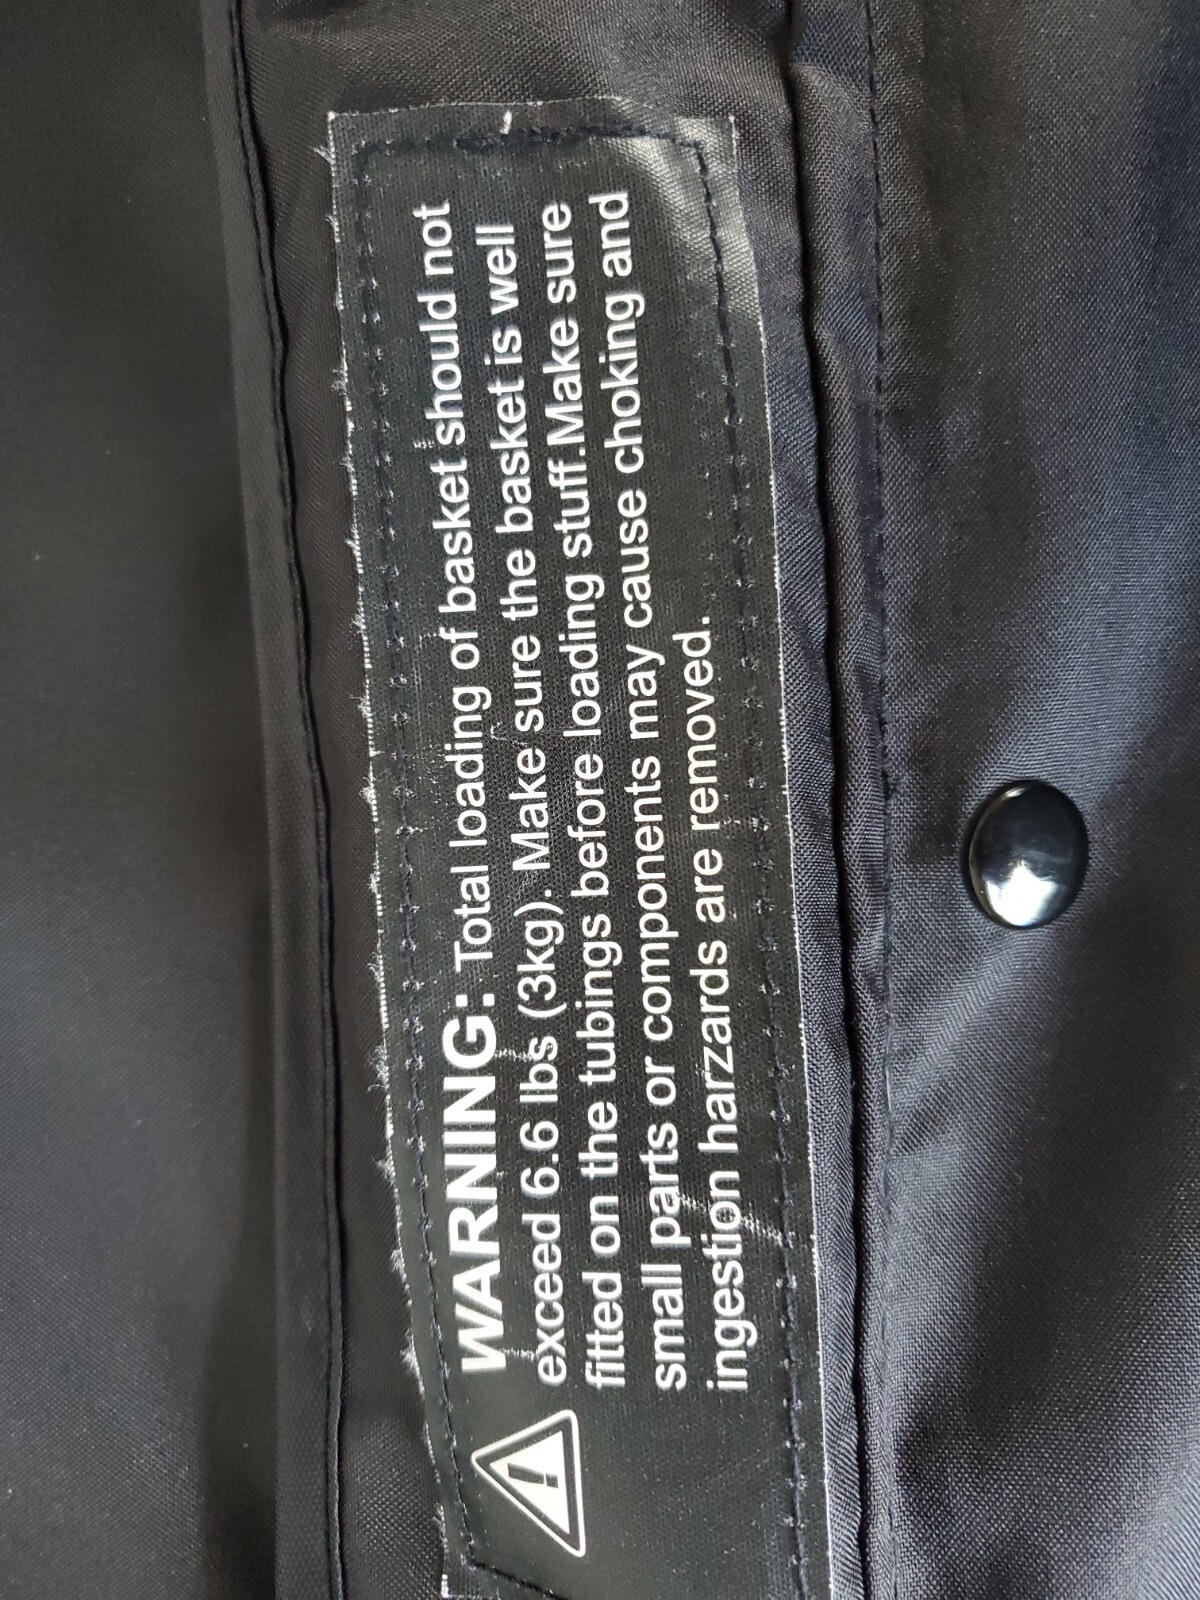 WARNING: Total loading of basket should not
exceed 6.6 lbs (3kg). Make sure the basket is well
fitted on the tubings before loading stuff.Make sure
small parts or components may cause choking and
ingestion harzards are removed.